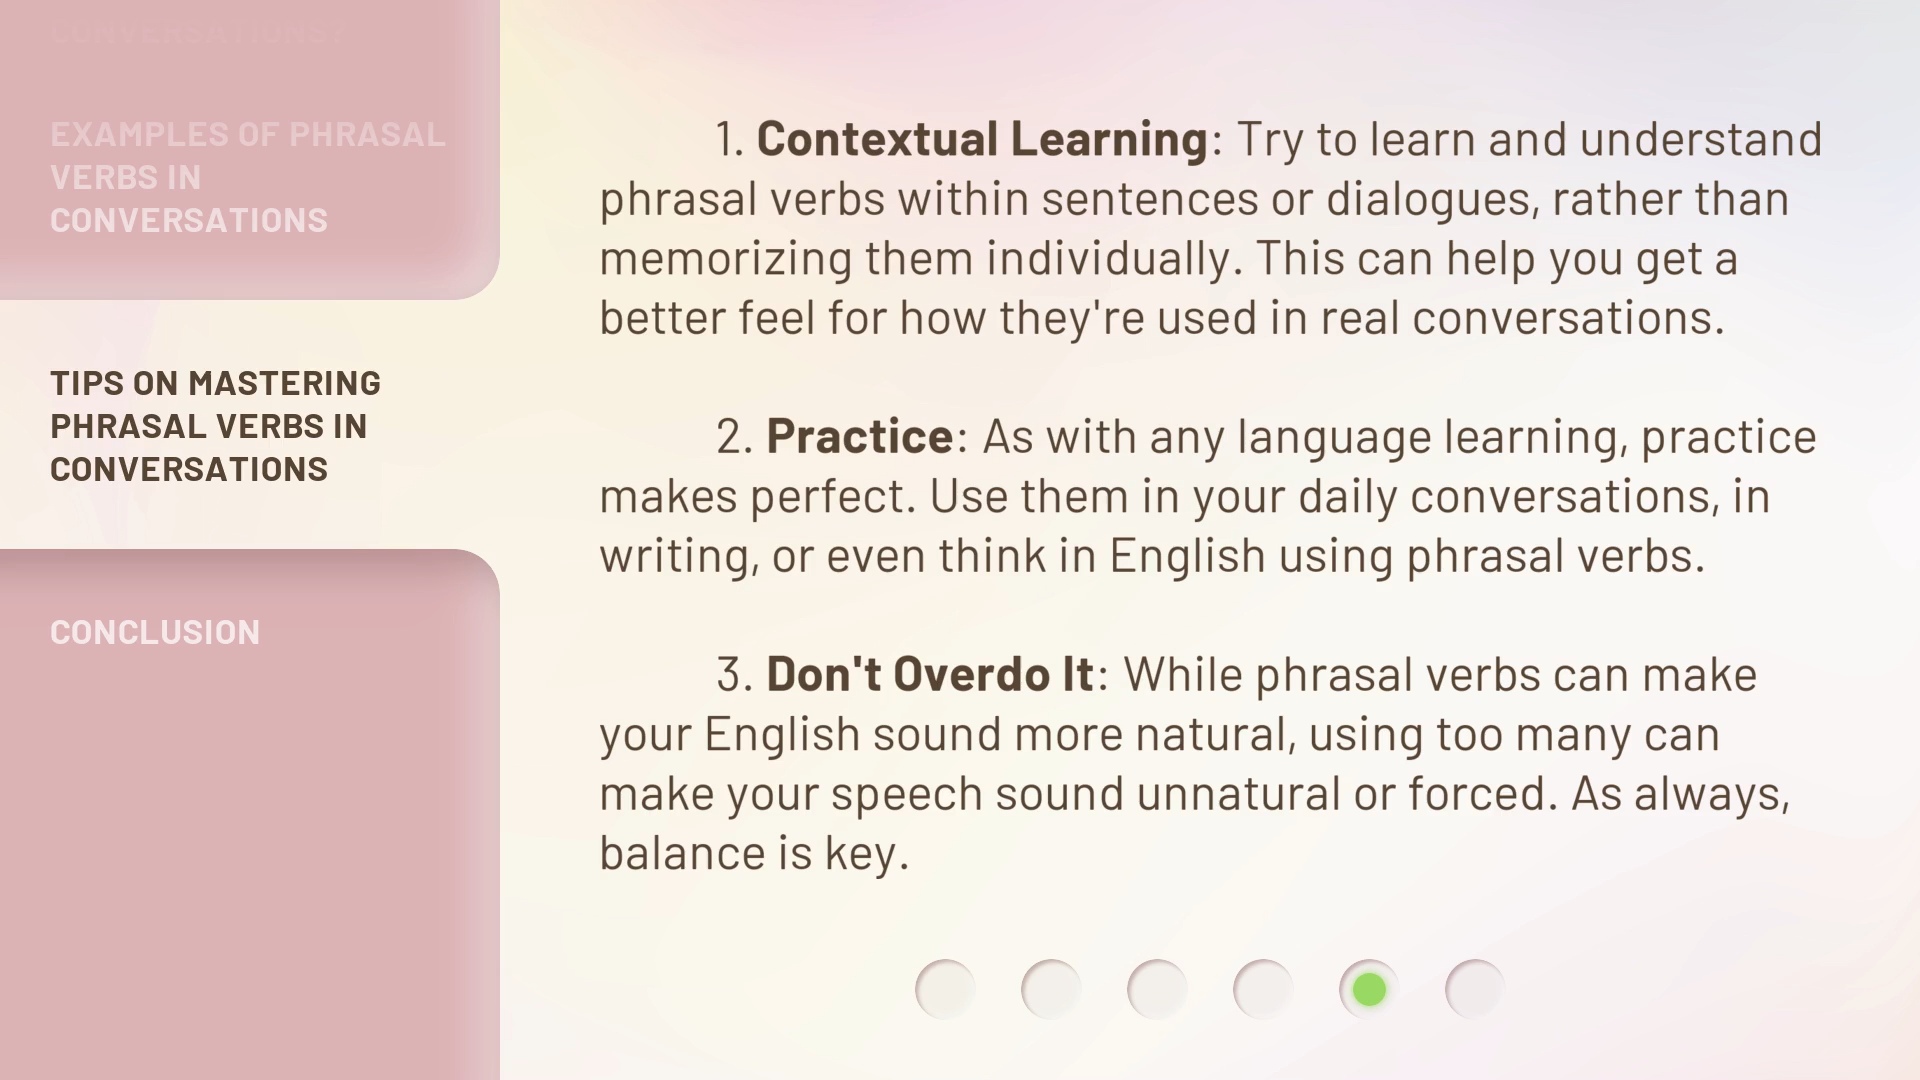 CONVERSATIONS?
EXAMPLES OF PHRASAL
VERBS IN
CONVERSATIONS
TIPS ON MASTERING
PHRASAL VERBS IN
CONVERSATIONS
CONCLUSION
1. Contextual Learning: Try to learn and understand
phrasal verbs within sentences or dialogues, rather than
memorizing them individually. This can help you get a
better feel for how they're used in real conversations.
2. Practice: As with any language learning, practice
makes perfect. Use them in your daily conversations, in
writing, or even think in English using phrasal verbs.
3. Don't Overdo It: While phrasal verbs can make
your English sound more natural, using too many can
make your speech sound unnatural or forced. As always,
balance is key.